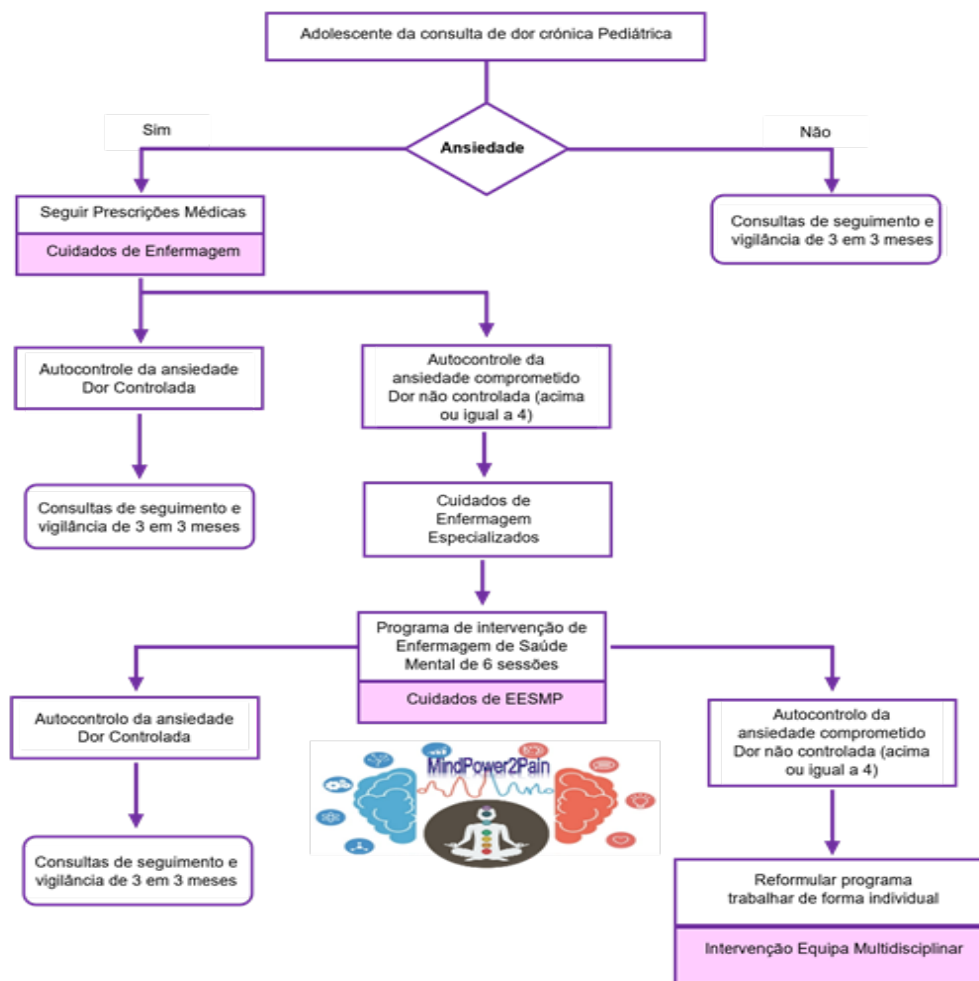 Adolescente da consulta de dor crónica Pediátrica
Sim
Ansiedade
Não
Seguir Prescrições Médicas
Cuidados de Enfermagem
Consultas de seguimento e
vigilância de 3 em 3 meses
Autocontrole da ansiedade
Dor Controlada
Autocontrole da
ansiedade comprometido
Dor não controlada (acima
ou igual a 4)
Consultas de seguimento e
vigilância de 3 em 3 meses
Cuidados de
Enfermagem
Especializados
Programa de intervenção de
Enfermagem de Saúde
Mental de 6 sessões
Cuidados de EESMP
Autocontrolo da ansiedade
Dor Controlada
Autocontrolo da
ansiedade comprometido
Dor não controlada (acima
ou igual a 4)
MindPower2Pain
Consultas de seguimento e
vigilância de 3 em 3 meses
Reformular programa
trabalhar de forma individual
Intervenção Equipa Multidisciplinar